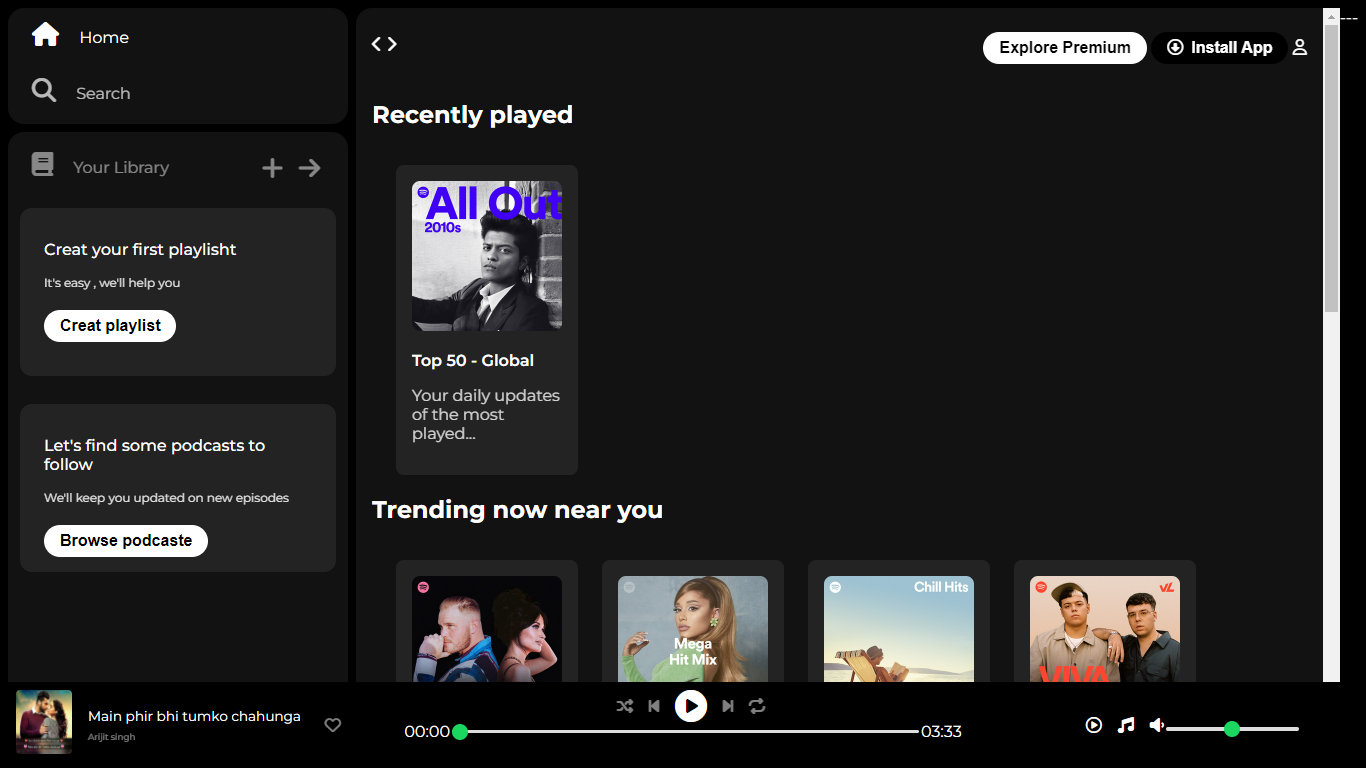 Home
Search
Your Library
Creat your first playlisht
It's easy , we'll help you
Creat playlist
Let's find some podcasts to
follow
We'll keep you updated on new episodes
Browse podcaste
Explore Premium
Install App
---
Recently played
All Out
2010s
Top 50 - Global
Your daily updates
of the most
played...
Trending now near you
Mega
Hit Mix
Chill Hits
VL
VIVA
Main phir bhi tumko chahunga
Arijit singh
00:00
03:33